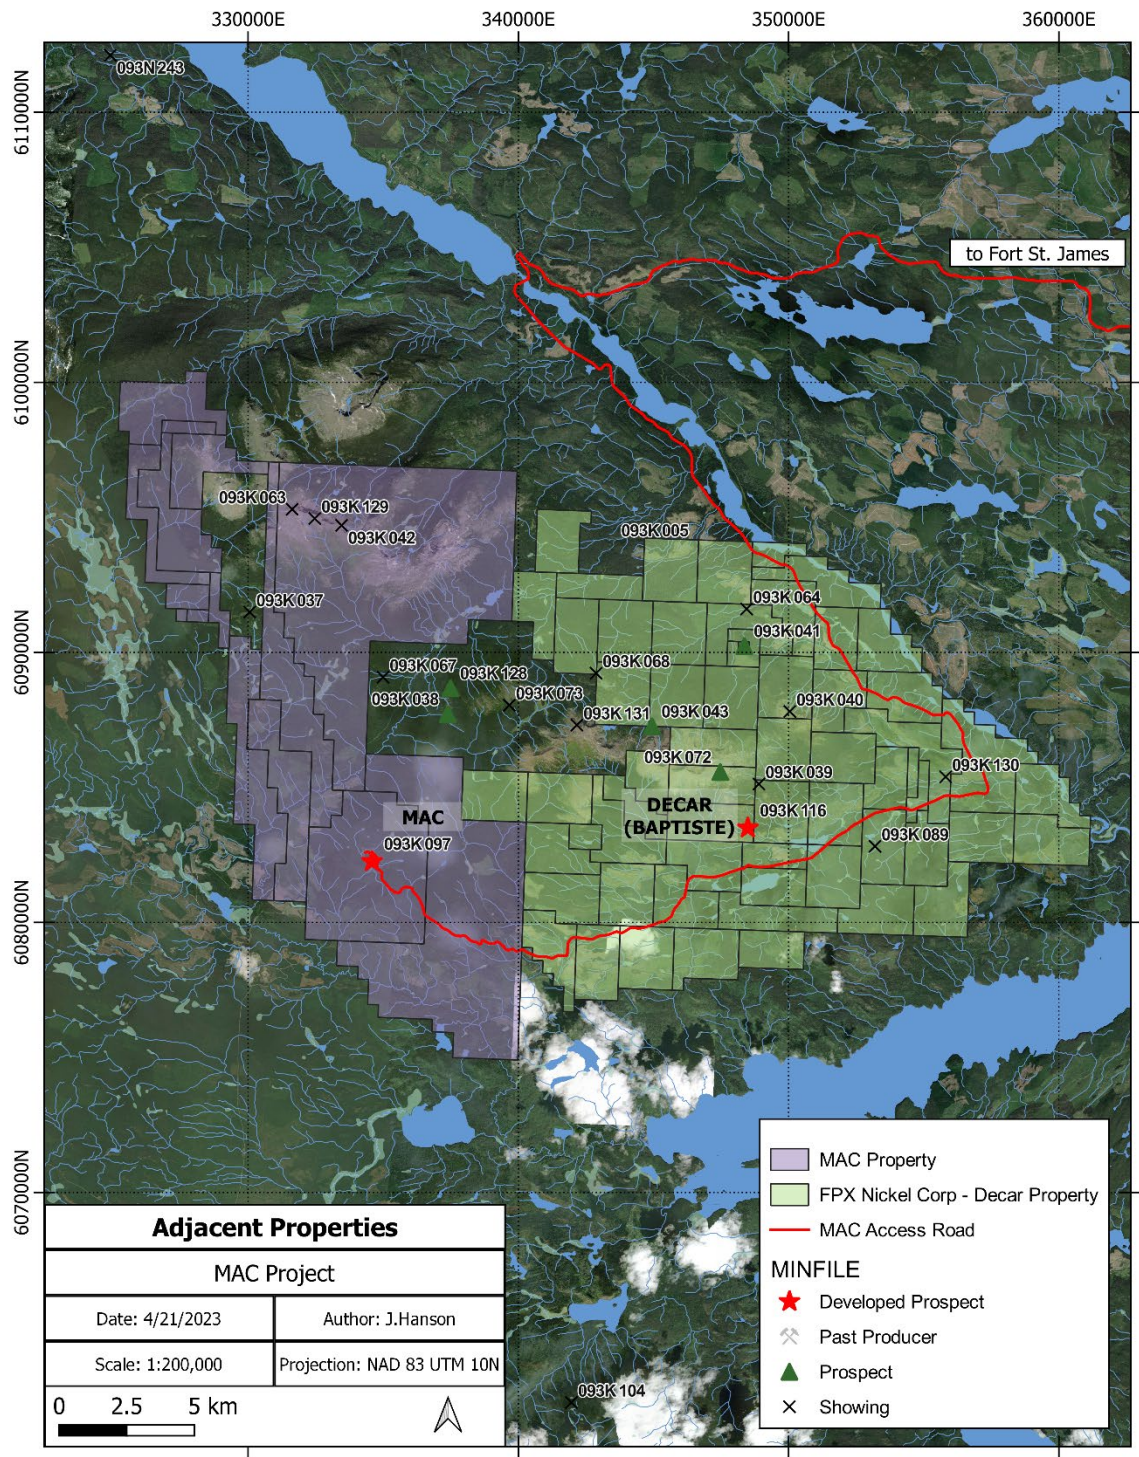 330000E
340000E
350000E
360000E
6110000N
6100000N
6090000N
6080000N
6070000N
093N 243
to Fort St. James
093K 063
093K 129
093K 042
093K 005
093K 037
093K 064
093K 041
093K 067
093K 128
093K 068
093K 038
093K 073
093K 131
093K 043
093K 040
093K 072
093K 039
093K 130
MAC
DECAR
(BAPTISTE)
093K 116
093K 097
093K 089
093K 104
MAC Property
FPX Nickel Corp - Decar Property
MAC Access Road
MINFILE
Developed Prospect
Past Producer
Prospect
Showing
Adjacent Properties
MAC Project
Date: 4/21/2023
Author: J.Hanson
Scale: 1:200,000
Projection: NAD 83 UTM 10N
0 2.5 5 km